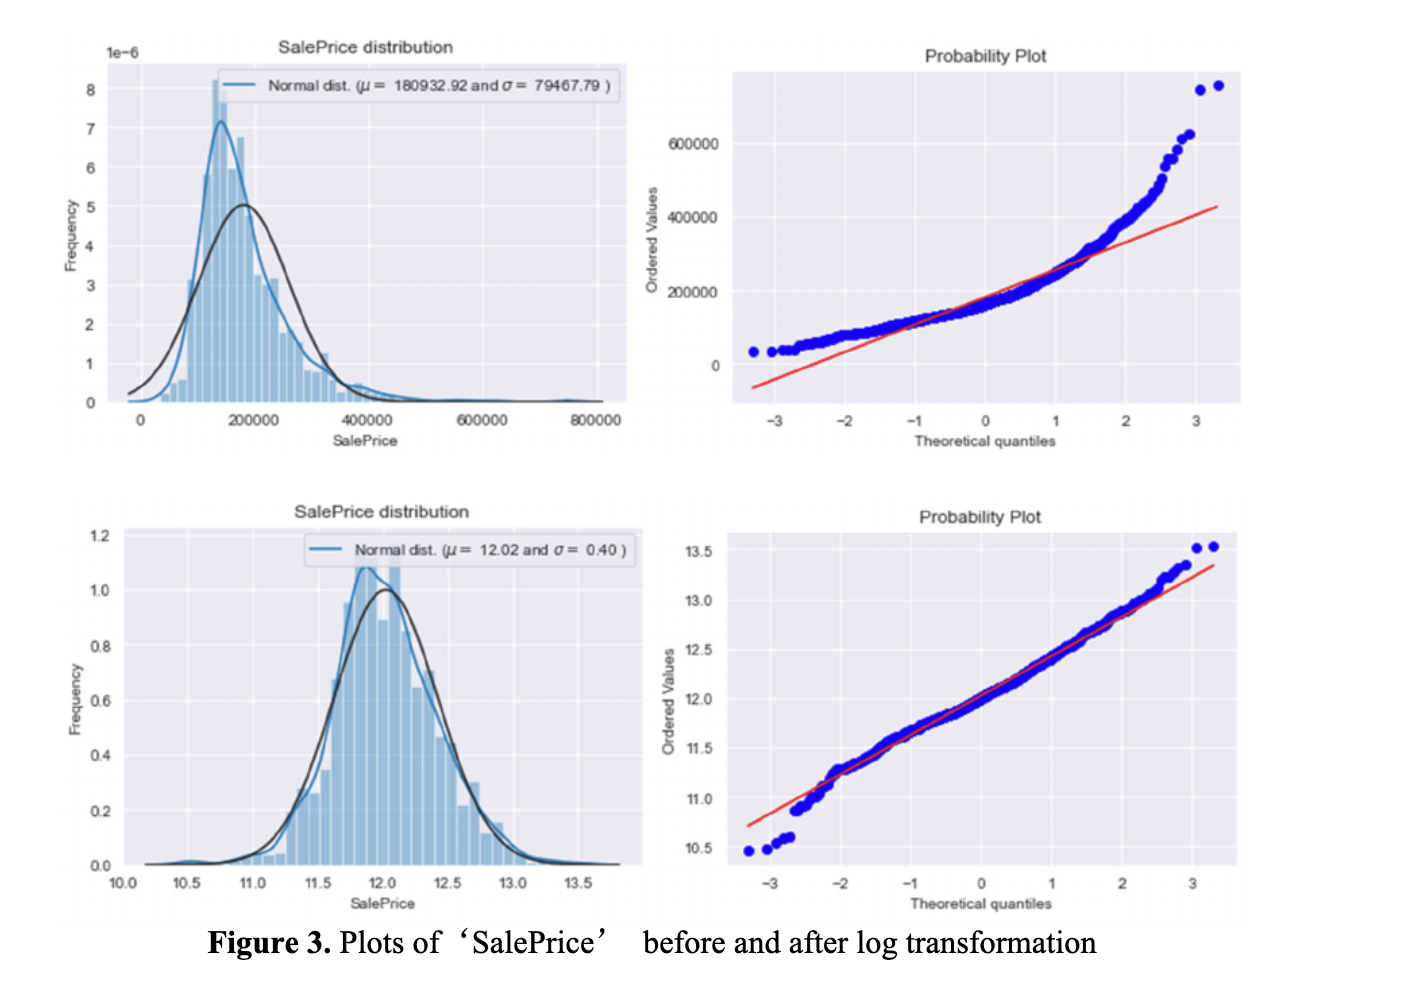 SalePrice distribution
1e−6
Normal dist. (μ = 180932.92 and σ = 79467.79 )
8
7
6
5
4
3
2
1
0
Frequency
0 200000 400000 600000 800000
SalePrice
Probability Plot
600000
400000
200000
0
Ordered Values
−3 −2 −1 0 1 2 3
Theoretical quantiles
SalePrice distribution
Normal dist. (μ = 12.02 and σ = 0.40 )
1.2
1.0
0.8
0.6
0.4
0.2
0.0
Frequency
10.0 10.5 11.0 11.5 12.0 12.5 13.0 13.5
SalePrice
Probability Plot
13.5
13.0
12.5
12.0
11.5
11.0
10.5
Ordered Values
−3 −2 −1 0 1 2 3
Theoretical quantiles
Figure 3. Plots of ‘SalePrice’ before and after log transformation